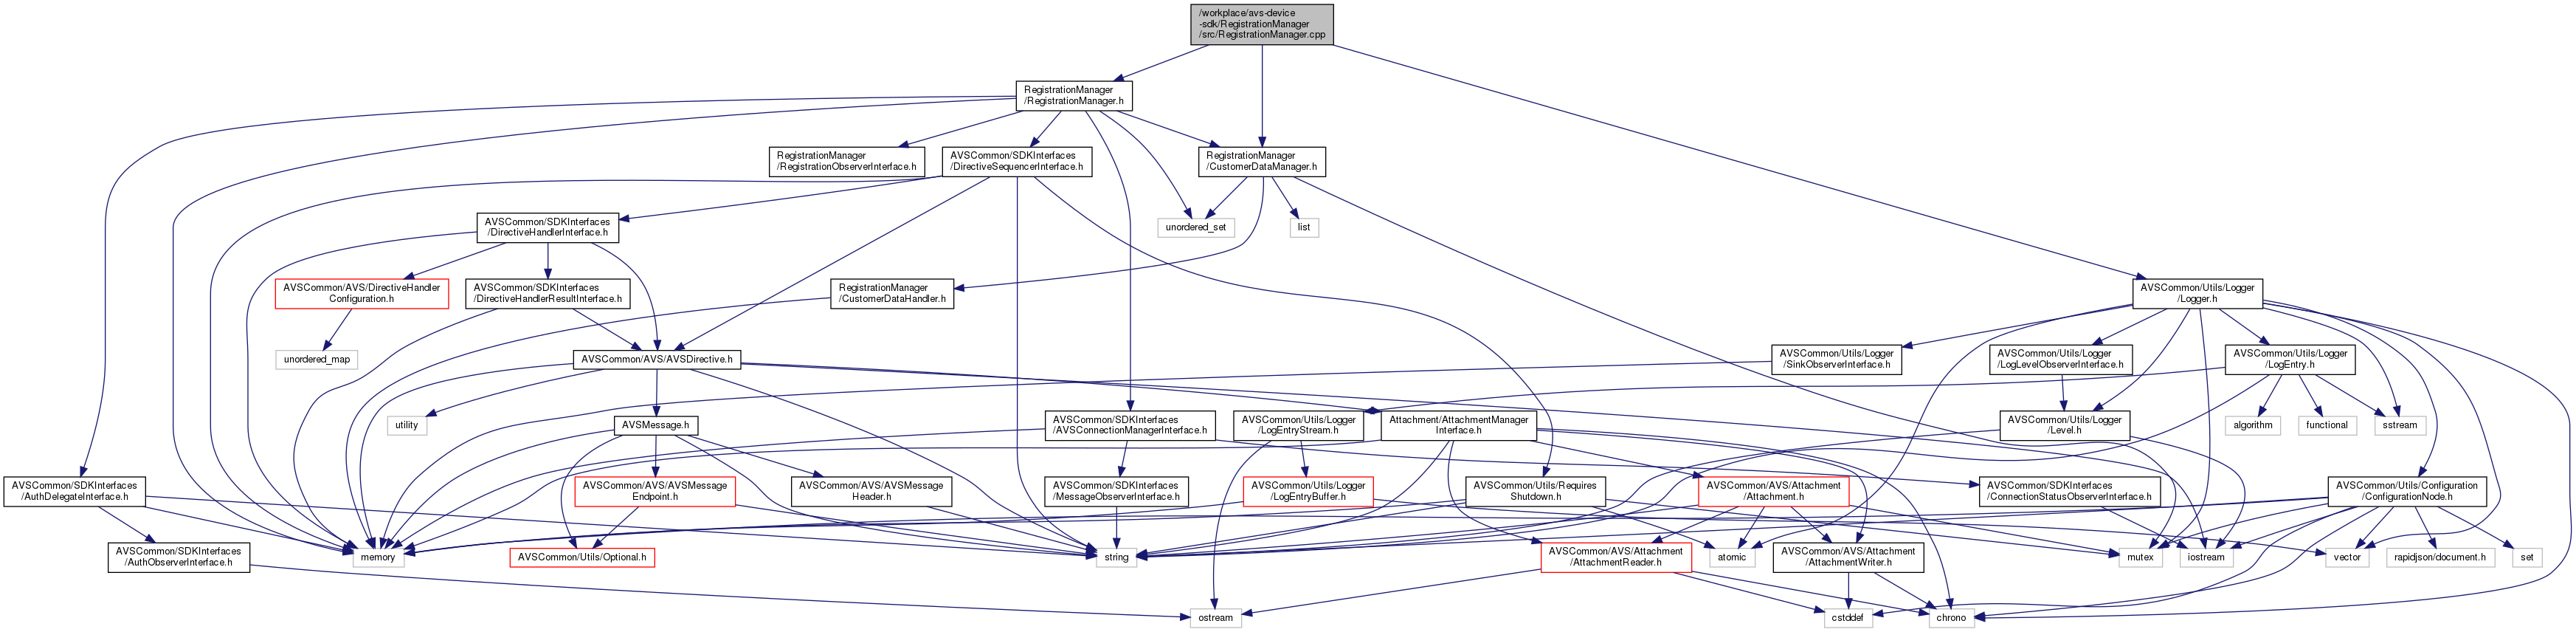 /workplace/avs-device
-sdk/RegistrationManager
/src/RegistrationManager.cpp
RegistrationManager
/RegistrationManager.h
RegistrationManager
/RegistrationObserverInterface.h
AVSCommon/SDKInterfaces
/DirectiveSequencerInterface.h
RegistrationManager
/CustomerDataManager.h
AVSCommon/SDKInterfaces
/DirectiveHandlerInterface.h
unordered_set
list
AVSCommon/AVS/DirectiveHandler
Configuration.h
AVSCommon/SDKInterfaces
/DirectiveHandlerResultInterface.h
RegistrationManager
/CustomerDataHandler.h
AVSCommon/Utils/Logger
/Logger.h
unordered_map
AVSCommon/AVS/AVSDirective.h
AVSCommon/Utils/Logger
/SinkObserverInterface.h
AVSCommon/Utils/Logger
/LogLevelObserverInterface.h
AVSCommon/Utils/Logger
/LogEntry.h
utility
AVSMessage.h
AVSCommon/SDKInterfaces
/AVSConnectionManagerInterface.h
AVSCommon/Utils/Logger
/LogEntryStream.h
Attachment/AttachmentManager
Interface.h
AVSCommon/Utils/Logger
/Level.h
algorithm
functional
sstream
AVSCommon/SDKInterfaces
/AuthDelegateInterface.h
AVSCommon/AVS/AVSMessage
Endpoint.h
AVSCommon/AVS/AVSMessage
Header.h
AVSCommon/SDKInterfaces
/MessageObserverInterface.h
AVSCommon/Utils/Logger
/LogEntryBuffer.h
AVSCommon/Utils/Requires
Shutdown.h
AVSCommon/AVS/Attachment
/Attachment.h
AVSCommon/SDKInterfaces
/ConnectionStatusObserverInterface.h
AVSCommon/Utils/Configuration
/ConfigurationNode.h
AVSCommon/SDKInterfaces
/AuthObserverInterface.h
memory
AVSCommon/Utils/Optional.h
string
AVSCommon/AVS/Attachment
/AttachmentReader.h
atomic
AVSCommon/AVS/Attachment
/AttachmentWriter.h
mutex
iostream
vector
rapidjson/document.h
set
ostream
cstddef
chrono